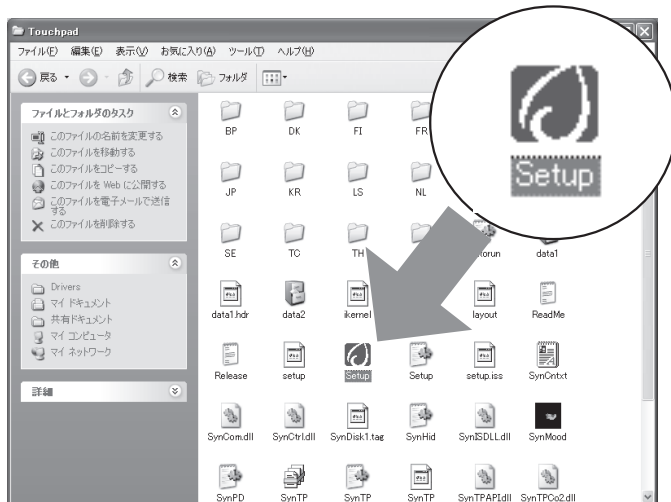 Touchpad
ファイル(F) 編集(E) 表示(V) お気に入り(A) ツール(T) ヘルプ(H)
戻る 検索 フォルダ
ファイルとフォルダのタスク
このファイルの名前を変更する
このファイルを移動する
このファイルをコピーする
このファイルを Web に公開する
このファイルを電子メールで送信
する
このファイルを削除する
その他
Drivers
マイ ドキュメント
共有ドキュメント
マイ コンピュータ
マイ ネットワーク
詳細
BP DK FI FR
JP KR LS NL
SE TC TH data1
data1.hdr data2 ikernel layout ReadMe
Release setup Setup Setup setup.iss SynCntxt
SynCom.dll SynCtrl.dll SynDisk1.tag SynHid SynISDLL.dll SynMood
SynPD SynTP SynTP SynTP SynTPAPI.dll SynTPCo2.dll
Setup